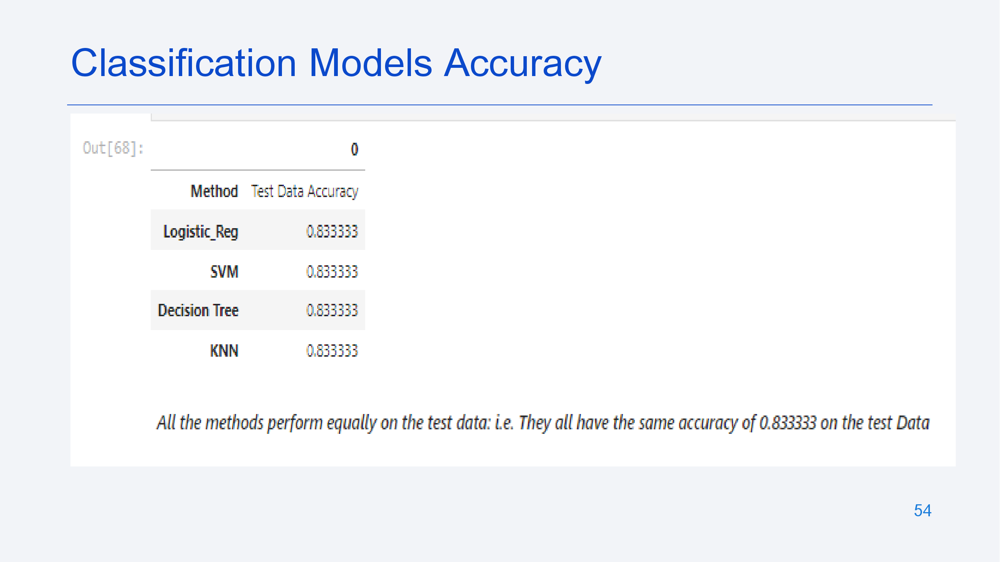 Classification Models Accuracy
Out[68]:
0
Method Test Data Accuracy
Logistic_Reg 0.833333
SVM 0.833333
Decision Tree 0.833333
KNN 0.833333
All the methods perform equally on the test data: i.e. They all have the same accuracy of 0.833333 on the test Data
54